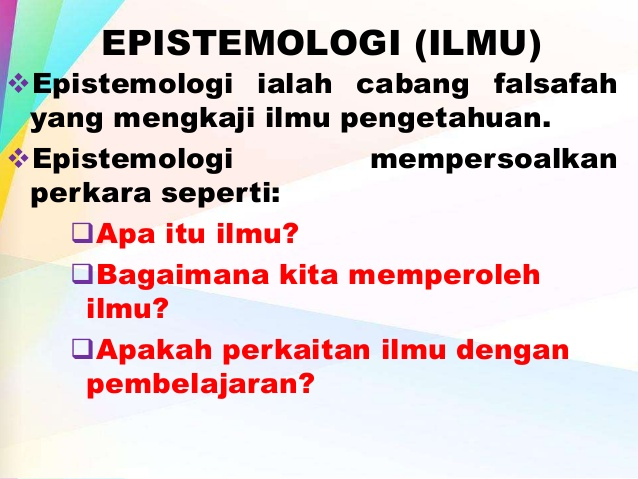 EPISTEMOLOGI (ILMU)
❖Epistemologi ialah cabang falsafah
yang mengkaji ilmu pengetahuan.
❖Epistemologi mempersoalkan
perkara seperti:
❑Apa itu ilmu?
❑Bagaimana kita memperoleh
ilmu?
❑Apakah perkaitan ilmu dengan
pembelajaran?